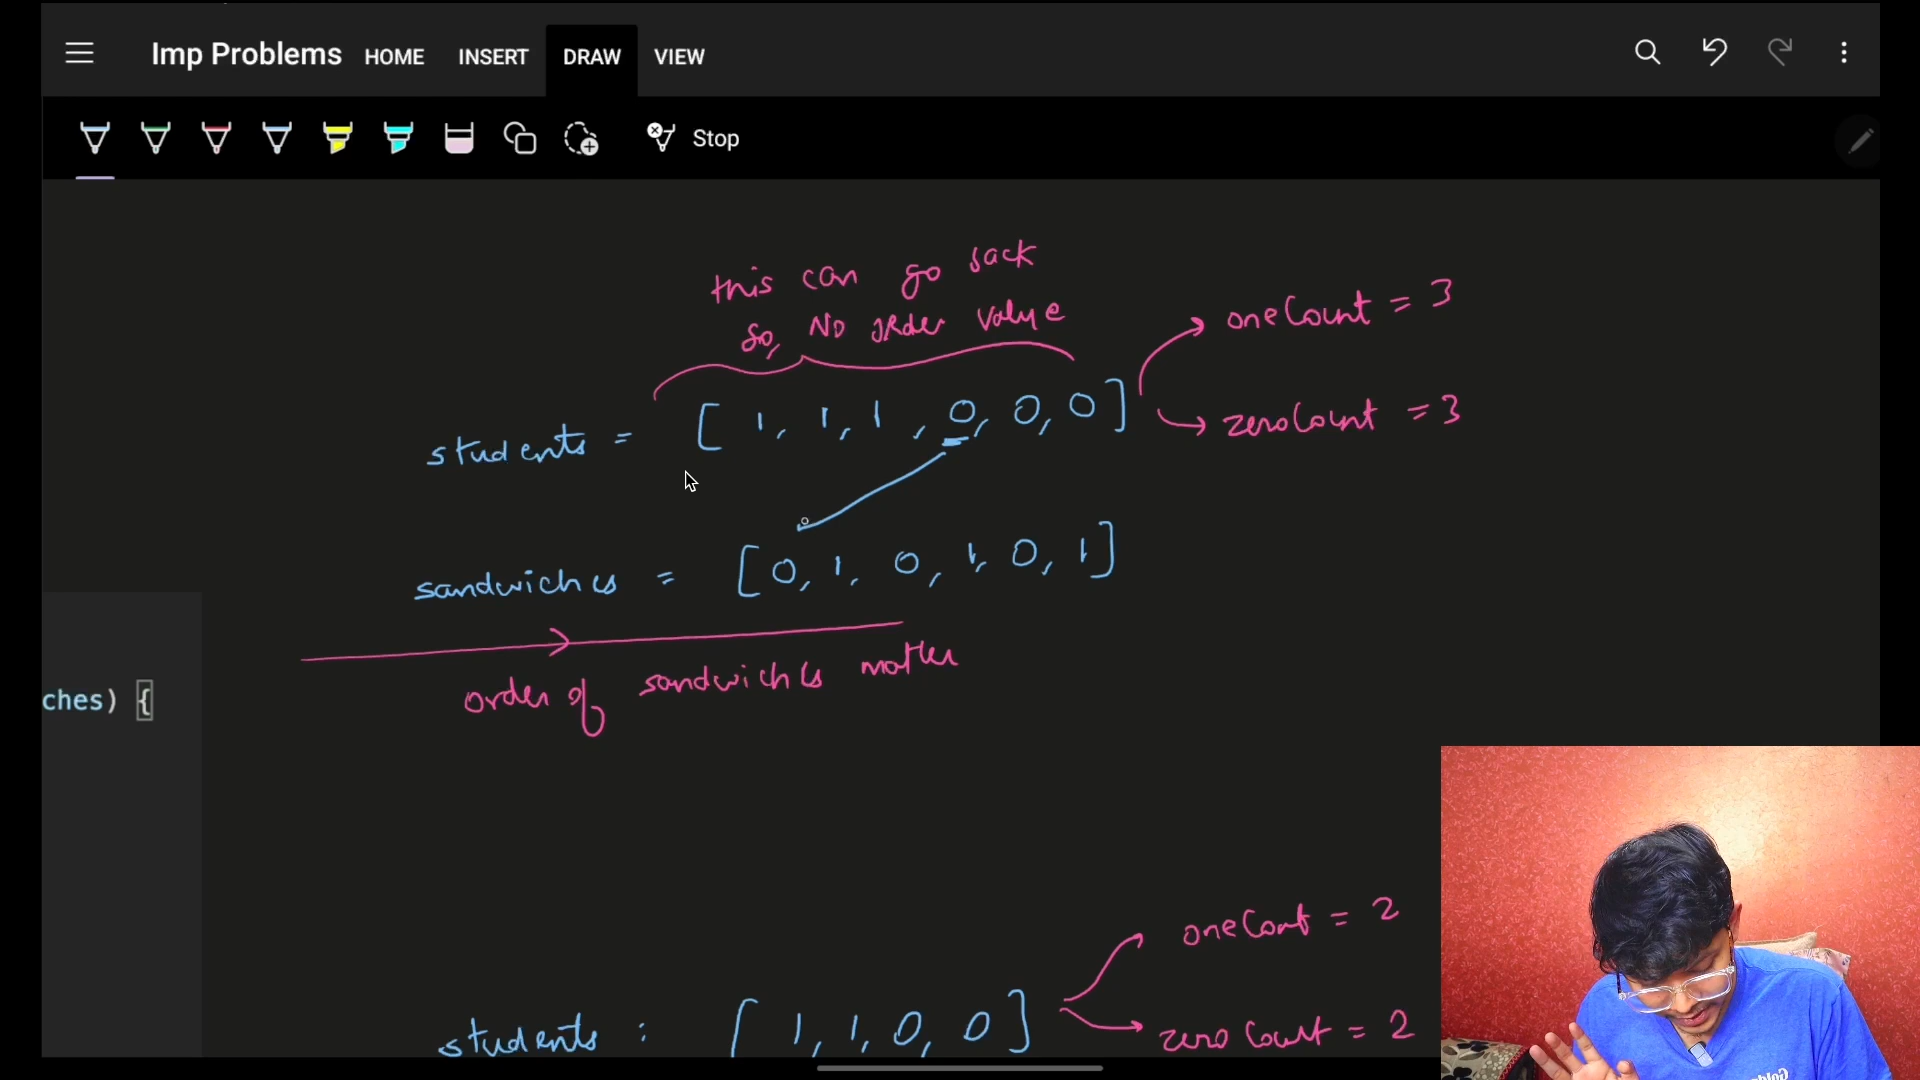 Imp Problems HOME INSERT DRAW VIEW
Stop
this can go back
So, NO order value
oneCount = 3
students = [1, 1, 1, 0, 0, 0]
zeroCount = 3
sandwiches = [0, 1, 0, 1, 0, 1]
order of sandwiches matter
ches) {
oneCont = 2
students : [1, 1, 0, 0]
zero Count = 2